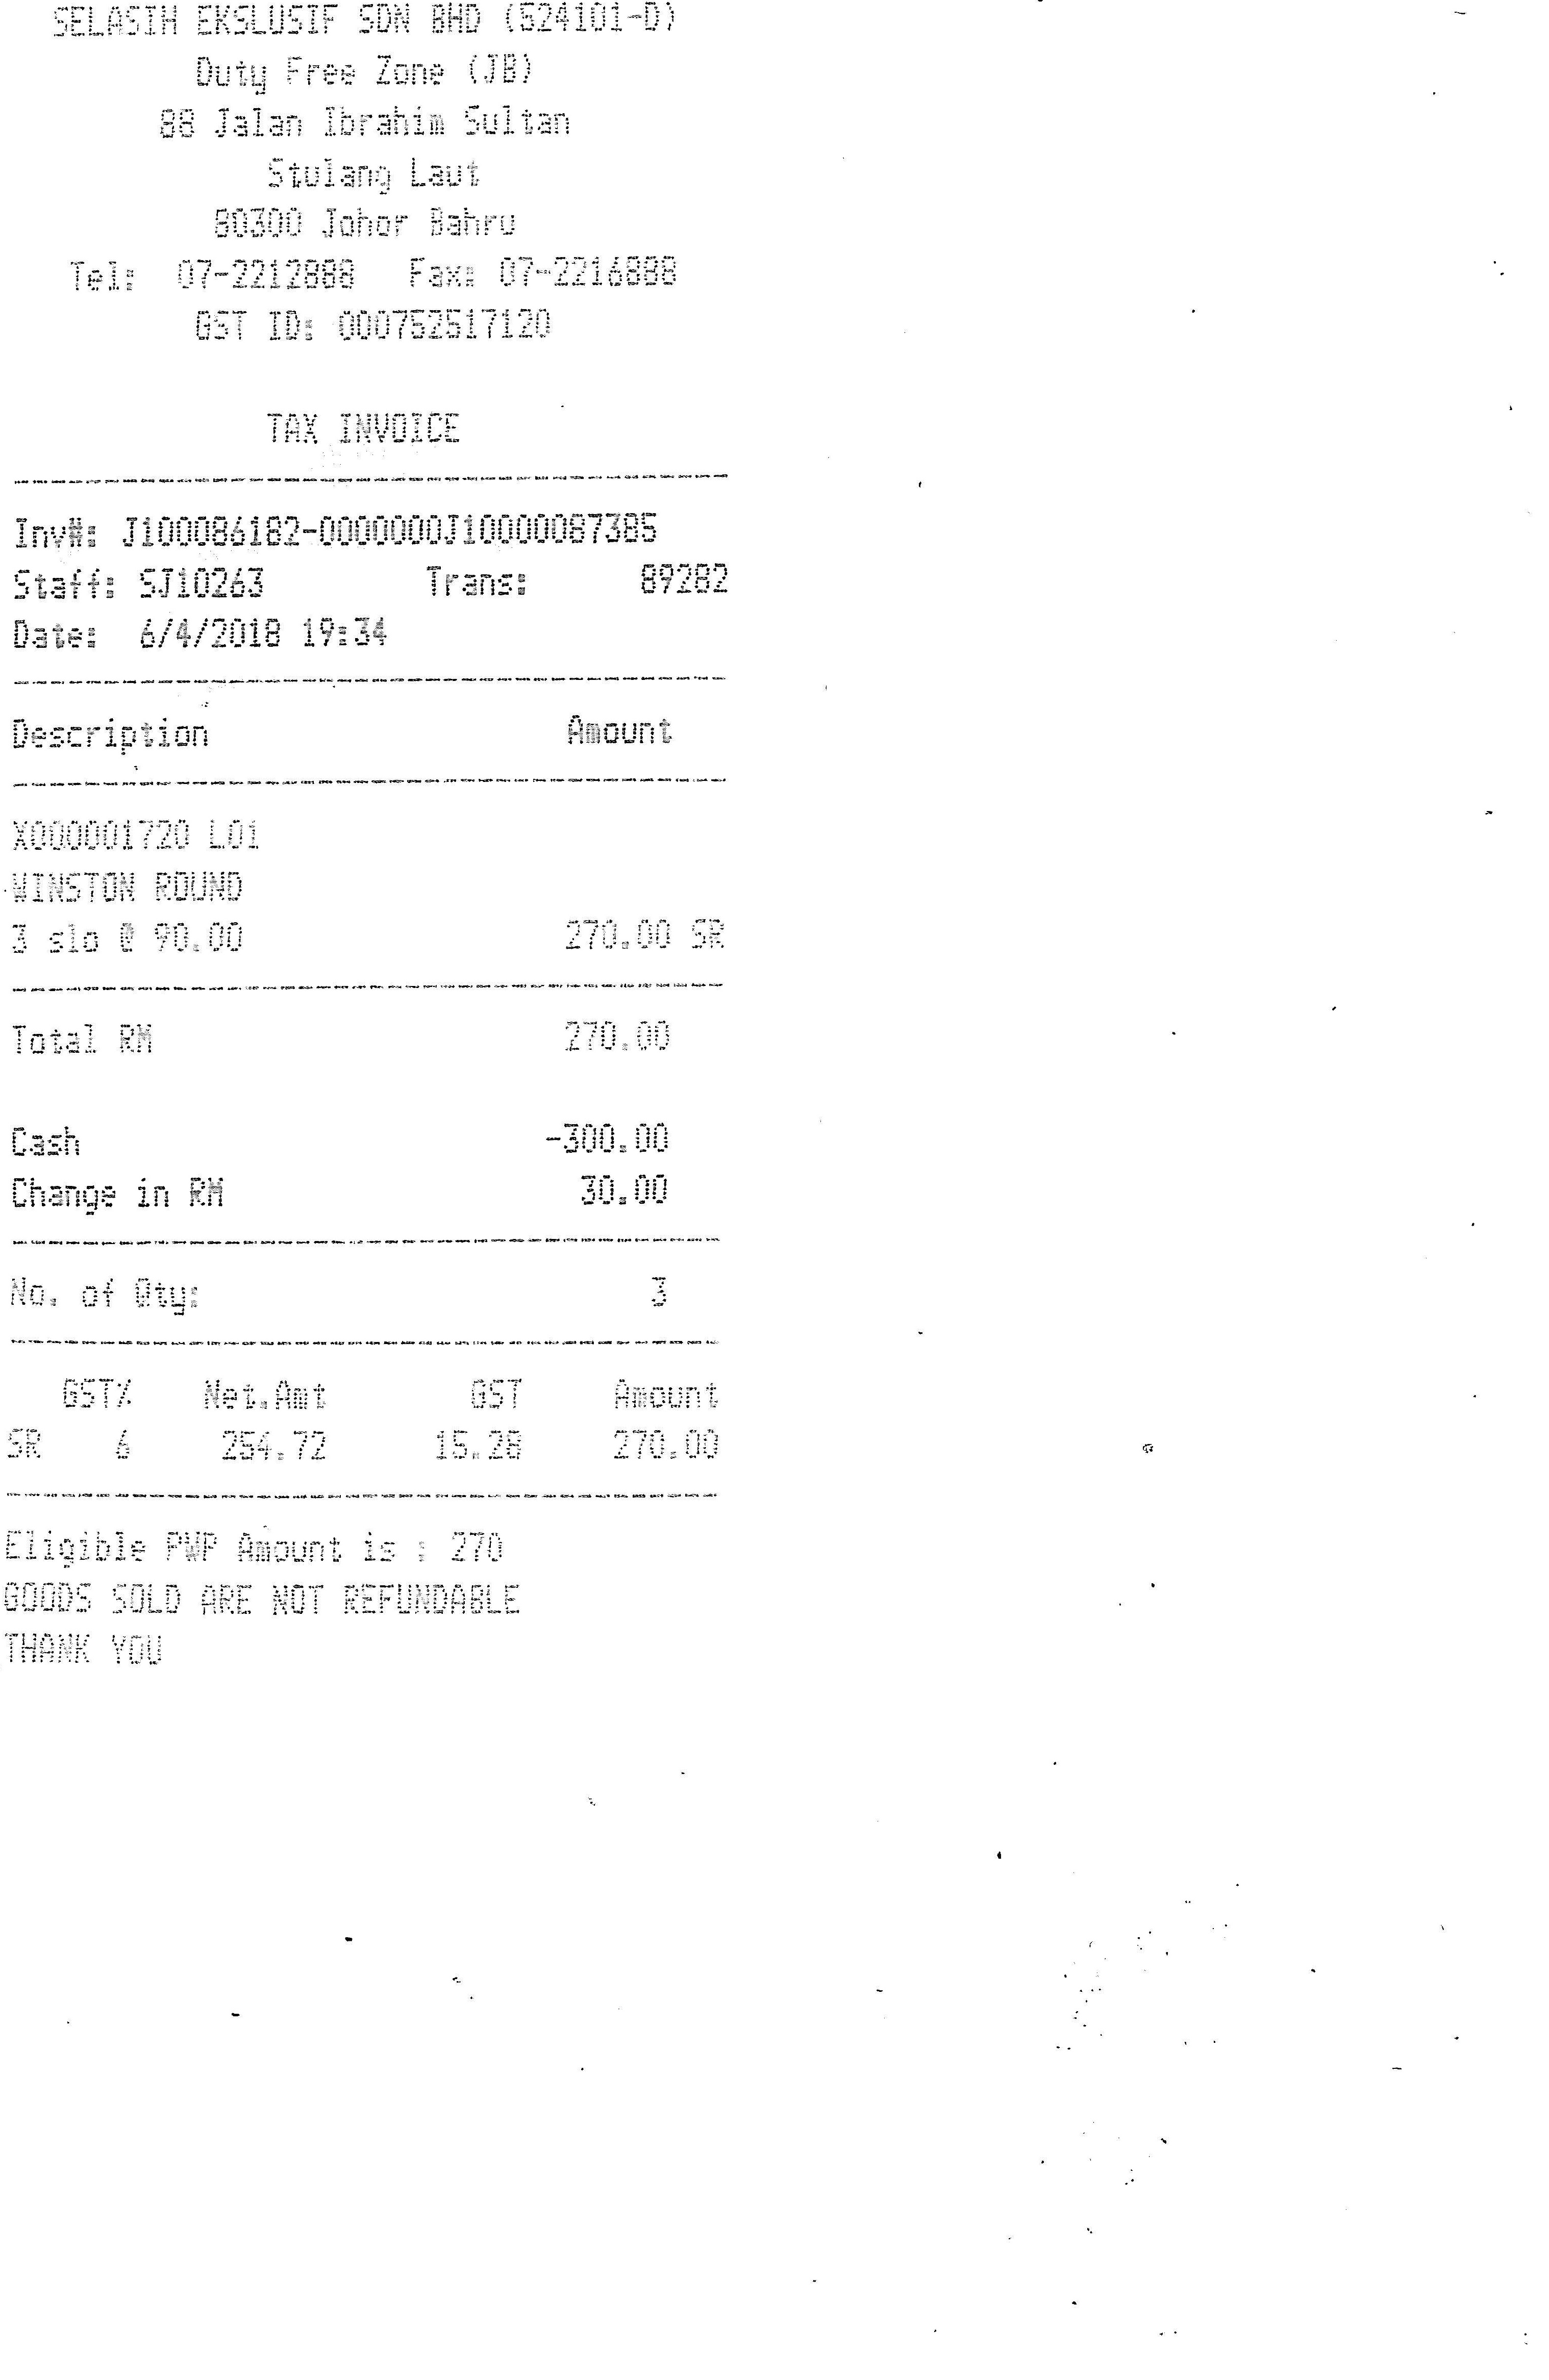 SELASIH EKSLUSIF SDN BHD (524101-D)
Duty Free Zone (JB)
88 Jalan Ibrahim Sultan
Stulang Laut
80300 Johor Bahru
Tel: 07-2212888 Fax: 07-2216888
GST ID: 000752517120
TAX INVOICE
Inv#: J100086182-0000000J10000087385
Staff: SJ10263 Trans: 89282
Date: 6/4/2018 19:34
Description Amount
X000001720 L01
WINSTON ROUND
3 slo @ 90.00 270.00 SR
Total RM 270.00
Cash -300.00
Change in RM 30.00
No. of Qty: 3
GST% Net.Amt GST Amount
SR 6 254.72 15.28 270.00
Eligible PWP Amount is : 270
GOODS SOLD ARE NOT REFUNDABLE
THANK YOU